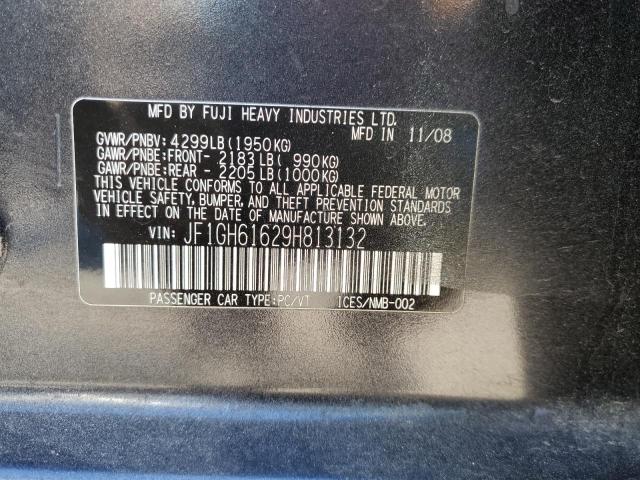 MFD BY FUJI HEAVY INDUSTRIES LTD.
MFD IN 11/08
GVWR/PNBV: 4299LB(1950KG)
GAWR/PNBE:FRONT- 2183LB( 990KG)
GAWR/PNBE:REAR - 2205LB(1000KG)
THIS VEHICLE CONFORMS TO ALL APPLICABLE FEDERAL MOTOR
VEHICLE SAFETY, BUMPER, AND THEFT PREVENTION STANDARDS
IN EFFECT ON THE DATE OF MANUFACTURE SHOWN ABOVE.
VIN: JF1GH61629H813132
PASSENGER CAR TYPE:PC/VT ICES/NMB-002